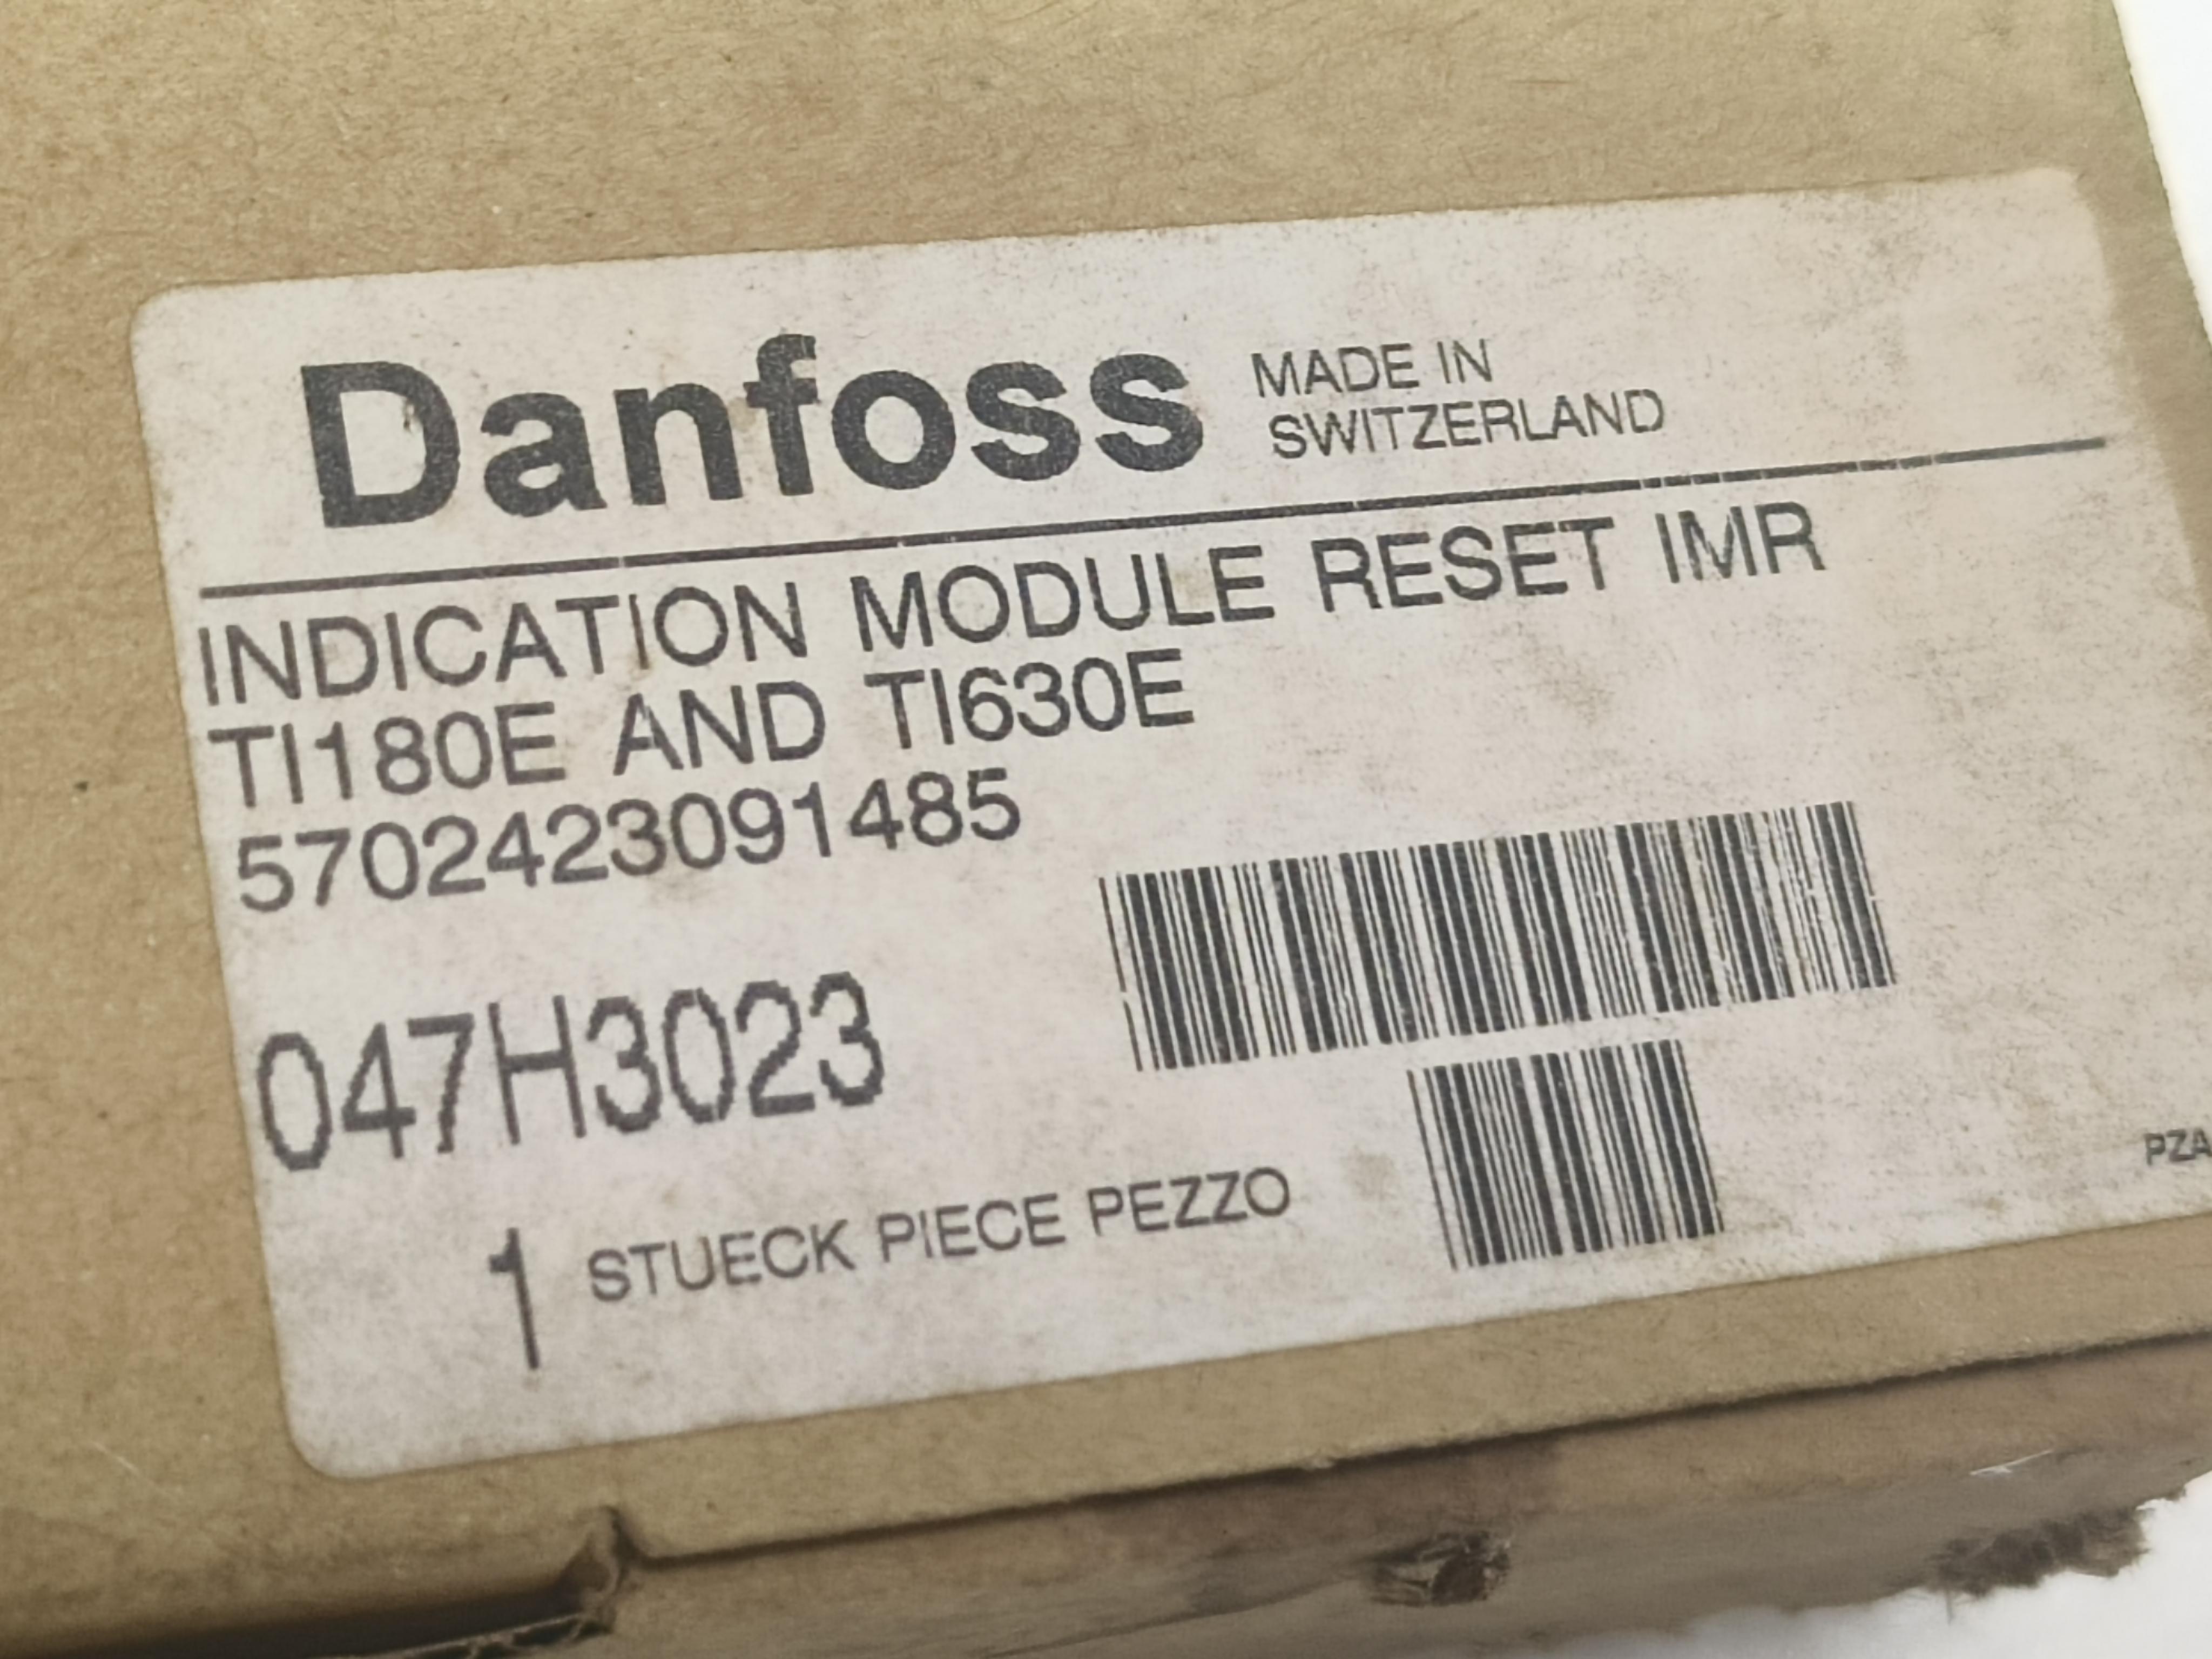 Danfoss
MADE IN
SWITZERLAND
INDICATION MODULE RESET IMR
TI180E AND TI630E
5702423091485
047H3023
1 STUECK PIECE PEZZO
PZA